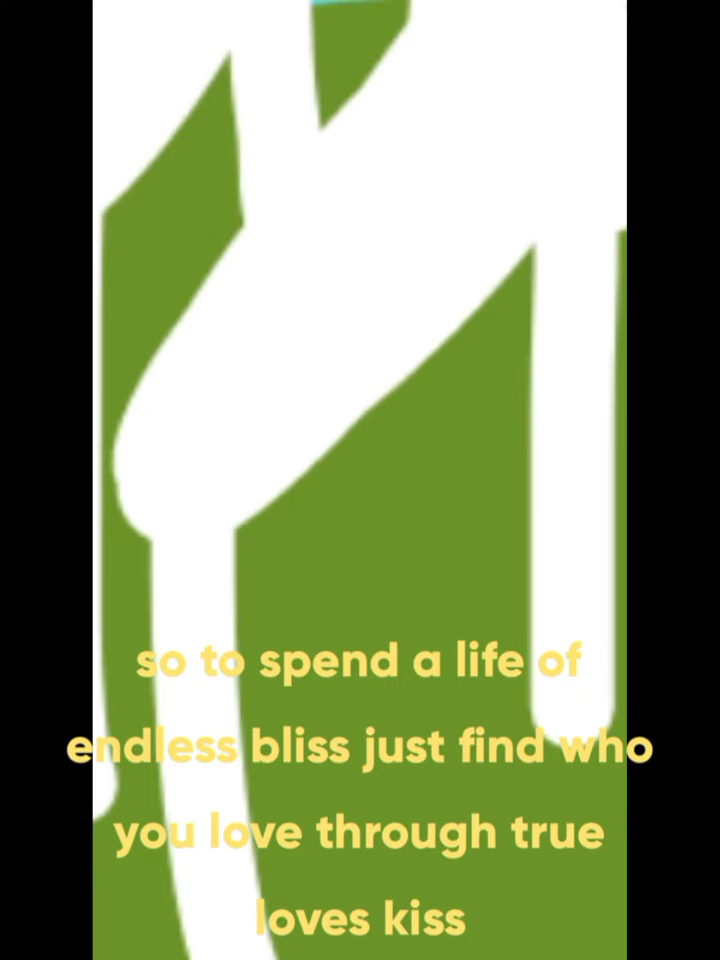 so to spend a life of
endless bliss just find who
you love through true
loves kiss